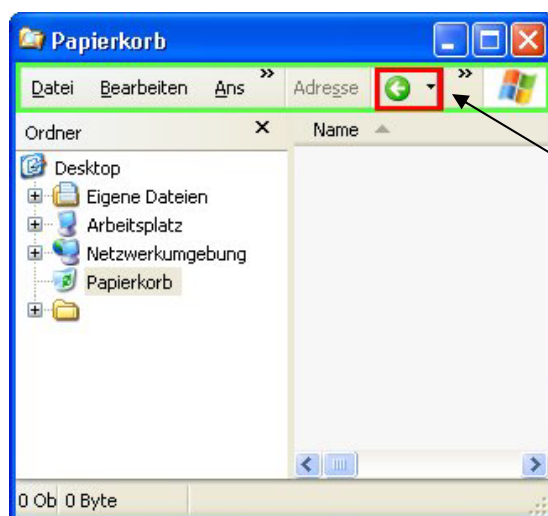 Papierkorb
Datei Bearbeiten Ans » Adresse »
Ordner x Name
Desktop
Eigene Dateien
Arbeitsplatz
Netzwerkumgebung
Papierkorb
0 Ob 0 Byte